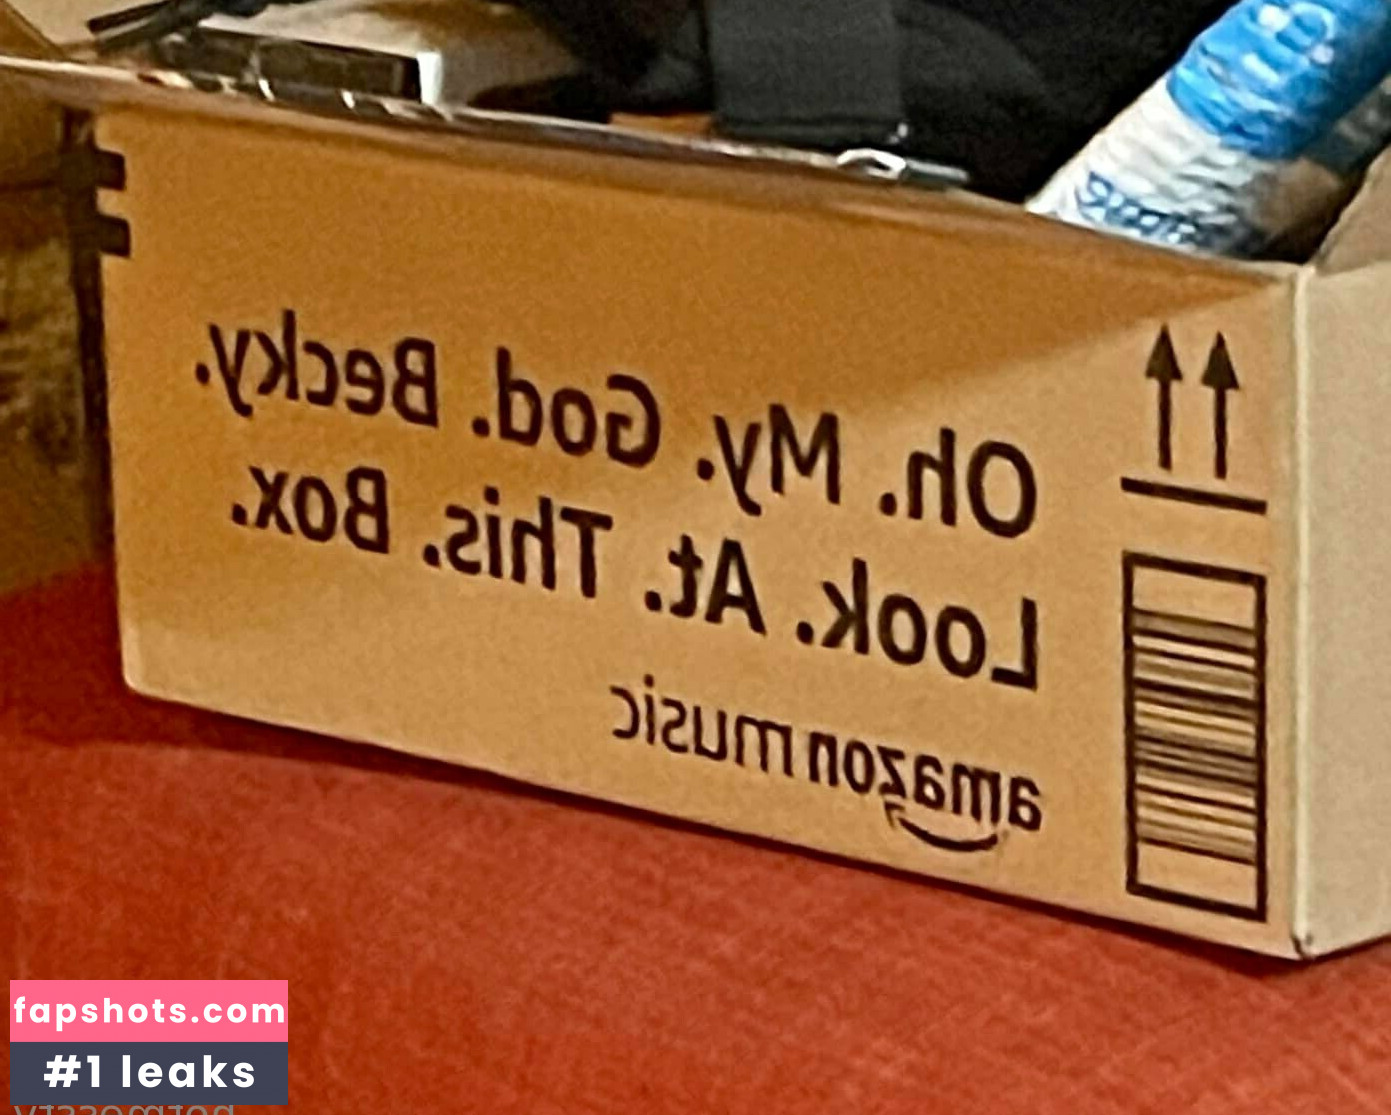 Oh. My. God. Becky.
Look. At. This. Box.
amazon music
fapshots.com
#1 leaks